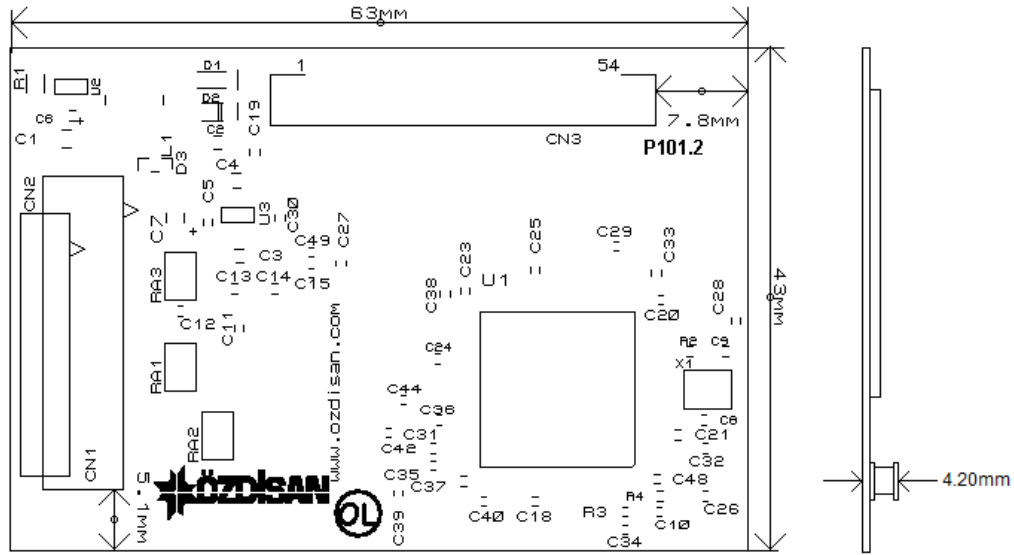 63mm
R1
U2
D1
1
54
C6
D2
C19
C1
C2
7.8mm
CN3
L1
P101.2
D3
C4
CN2
C5
U3
C30
C7
C49
C27
C29
C3
C25
C33
C23
RA3
C13
C14
C15
C38
U1
43mm
C28
C12
C11
C20
www.ozdisan.com
C24
R2
C9
X1
RA1
C44
C36
C8
RA2
C31
C21
C42
C32
CN1
C35
C37
C48
4.20mm
5.1mm
ÖZDİSAN
OL
C39
C40
C18
R3
R4
C10
C26
C34